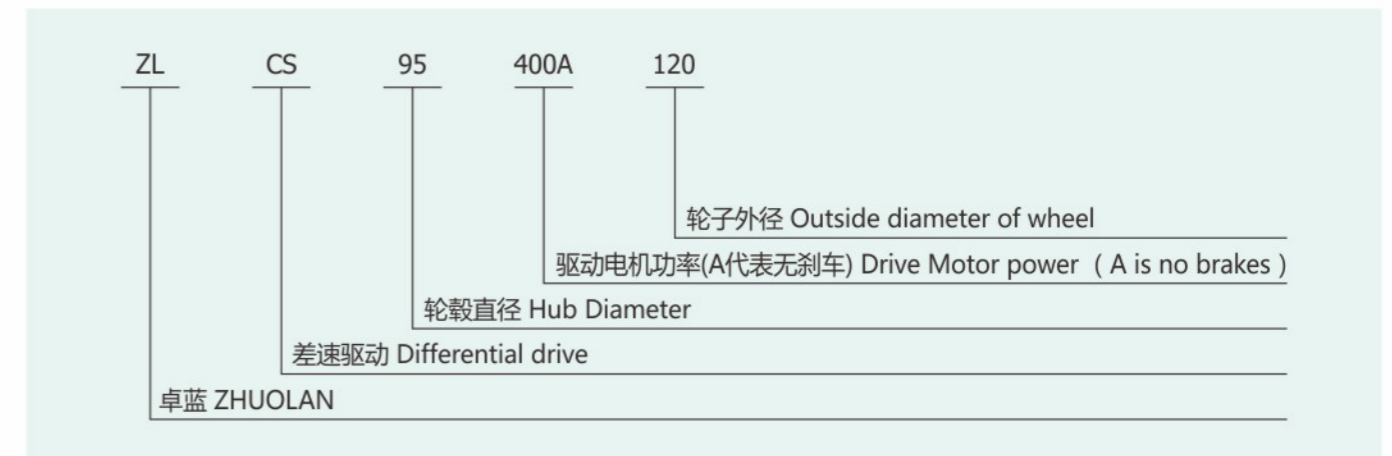 ZL CS 95 400A 120
轮子外径 Outside diameter of wheel
驱动电机功率(A代表无刹车) Drive Motor power ( A is no brakes )
轮毂直径 Hub Diameter
差速驱动 Differential drive
卓蓝 ZHUOLAN